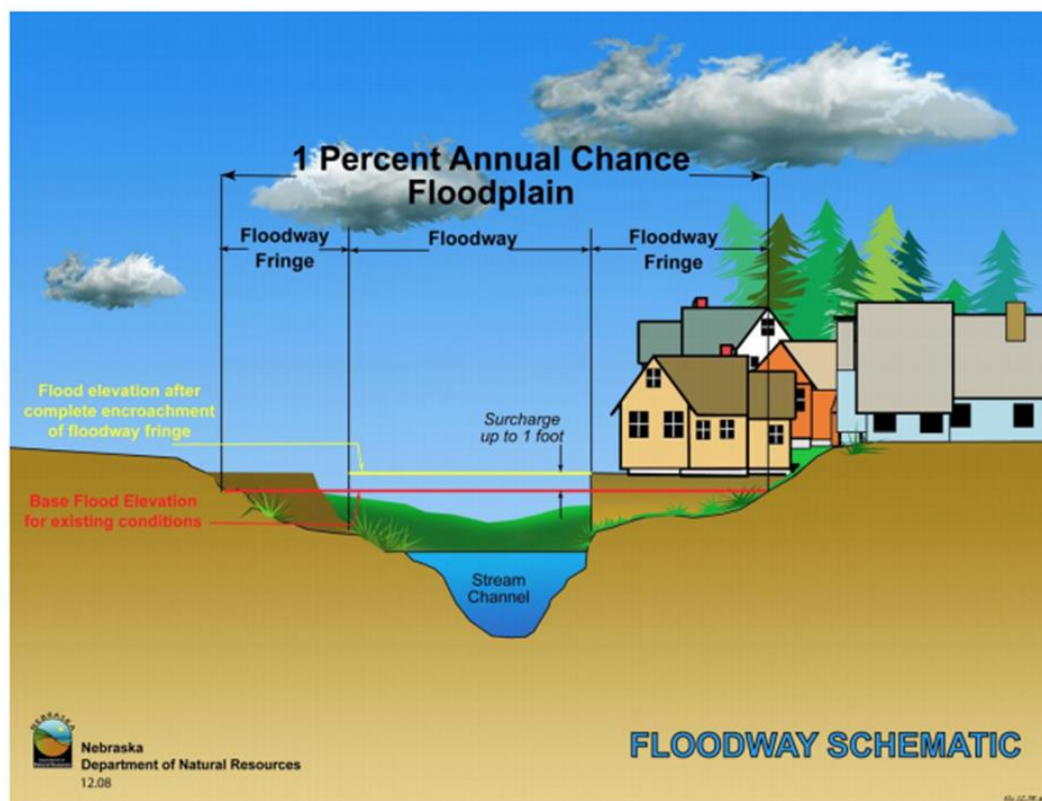 1 Percent Annual Chance
Floodplain
Floodway
Fringe
Floodway
Floodway
Fringe
Flood elevation after
complete encroachment
of floodway fringe
Surcharge
up to 1 foot
Base Flood Elevation
for existing conditions
Stream
Channel
NEBRASKA
Nebraska
Department of Natural Resources
12.08
FLOODWAY SCHEMATIC